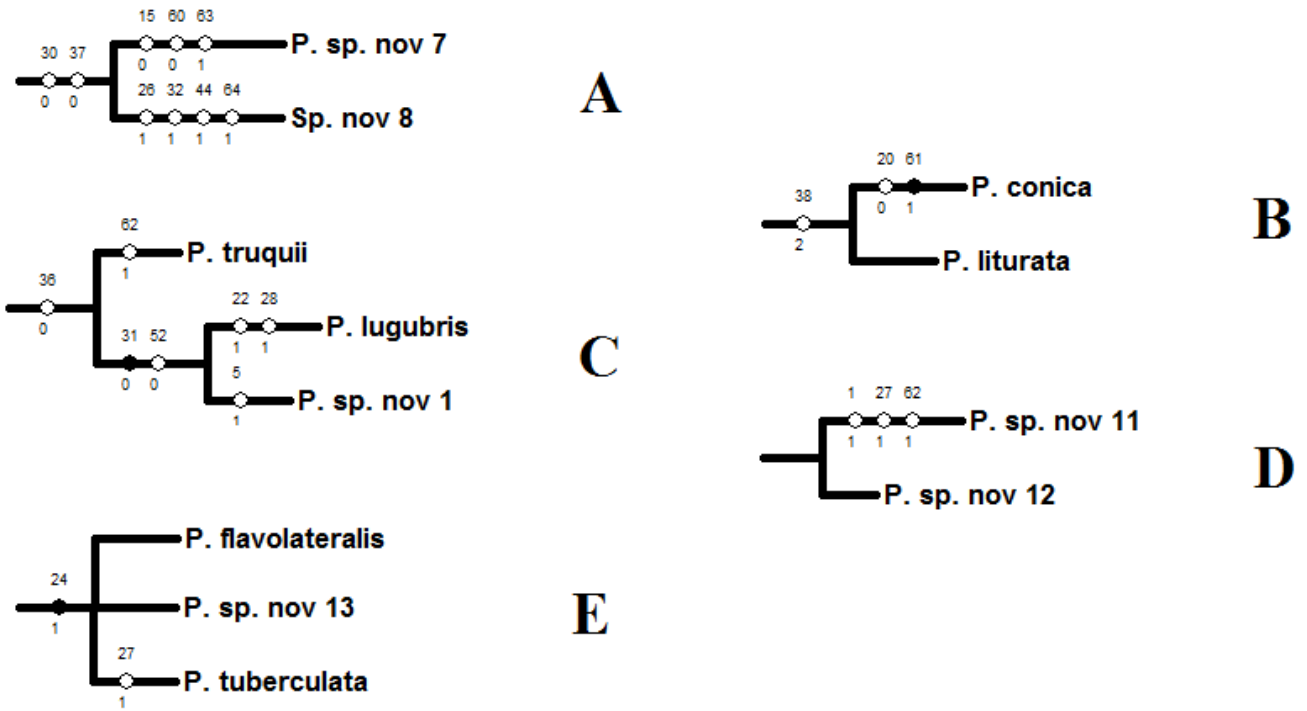 15 60 63
30 37
P. sp. nov 7
0 0 0 0 1
26 32 44 64
A
Sp. nov 8
1 1 1 1
20 61
P. conica
38
0 1
B
2
P. liturata
62
P. truquii
36
1
22 28
0
P. lugubris
31 52
1 1
C
0 0
5
P. sp. nov 1
1
1 27 62
P. sp. nov 11
1 1 1
D
P. sp. nov 12
P. flavolateralis
24
P. sp. nov 13
E
1
27
P. tuberculata
1